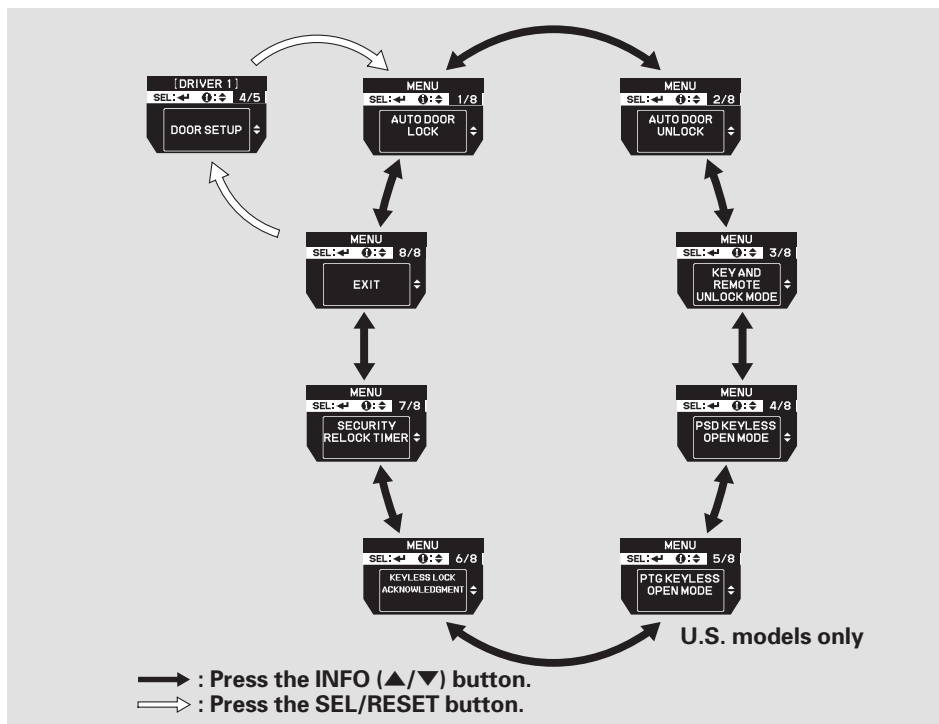 [DRIVER 1]
SEL:↵ ℹ:⬍ 4/5
DOOR SETUP
MENU
SEL:↵ ℹ:⬍ 1/8
AUTO DOOR
LOCK
MENU
SEL:↵ ℹ:⬍ 2/8
AUTO DOOR
UNLOCK
MENU
SEL:↵ ℹ:⬍ 8/8
EXIT
MENU
SEL:↵ ℹ:⬍ 3/8
KEY AND
REMOTE
UNLOCK MODE
MENU
SEL:↵ ℹ:⬍ 7/8
SECURITY
RELOCK TIMER
MENU
SEL:↵ ℹ:⬍ 4/8
PSD KEYLESS
OPEN MODE
MENU
SEL:↵ ℹ:⬍ 6/8
KEYLESS LOCK
ACKNOWLEDGMENT
MENU
SEL:↵ ℹ:⬍ 5/8
PTG KEYLESS
OPEN MODE
U.S. models only
: Press the INFO (▲/▼) button.
: Press the SEL/RESET button.